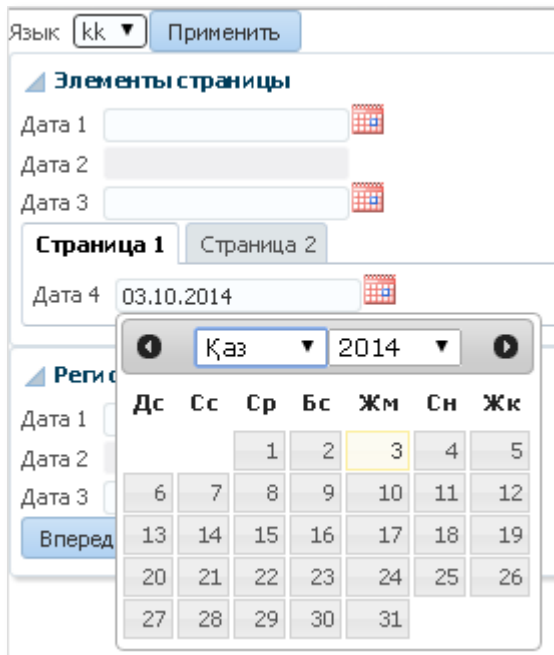 Язык kk Применить
Элементы страницы
Дата 1
Дата 2
Дата 3
Страница 1 Страница 2
Дата 4 03.10.2014
Қаз 2014
Дс Сс Ср Бс Жм Сн Жк
1 2 3 4 5
6 7 8 9 10 11 12
13 14 15 16 17 18 19
20 21 22 23 24 25 26
27 28 29 30 31
Дата 1
Дата 2
Дата 3
Вперед